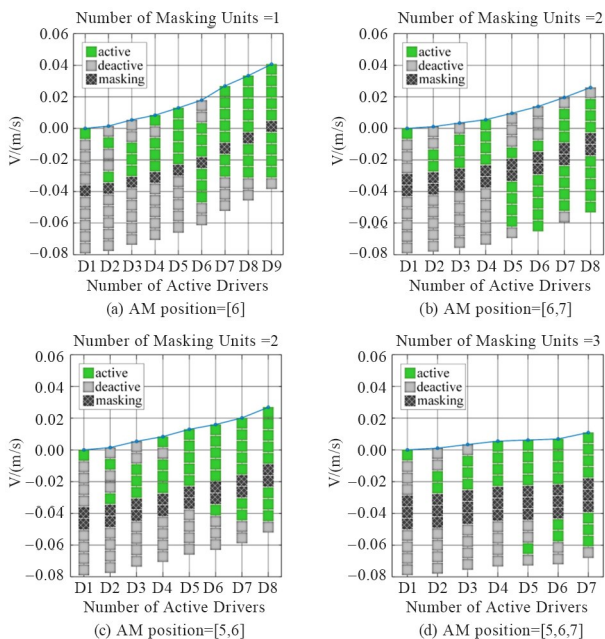 Number of Masking Units =1
0.06
0.04
0.02
0.00
−0.02
−0.04
−0.06
−0.08
V/(m/s)
active
deactive
masking
D1 D2 D3 D4 D5 D6 D7 D8 D9
Number of Active Drivers
(a) AM position=[6]
Number of Masking Units =2
0.06
0.04
0.02
0.00
−0.02
−0.04
−0.06
−0.08
V/(m/s)
active
deactive
masking
D1 D2 D3 D4 D5 D6 D7 D8
Number of Active Drivers
(b) AM position=[6,7]
Number of Masking Units =2
0.06
0.04
0.02
0.00
−0.02
−0.04
−0.06
−0.08
V/(m/s)
active
deactive
masking
D1 D2 D3 D4 D5 D6 D7 D8
Number of Active Drivers
(c) AM position=[5,6]
Number of Masking Units =3
0.06
0.04
0.02
0.00
−0.02
−0.04
−0.06
−0.08
V/(m/s)
active
deactive
masking
D1 D2 D3 D4 D5 D6 D7
Number of Active Drivers
(d) AM position=[5,6,7]